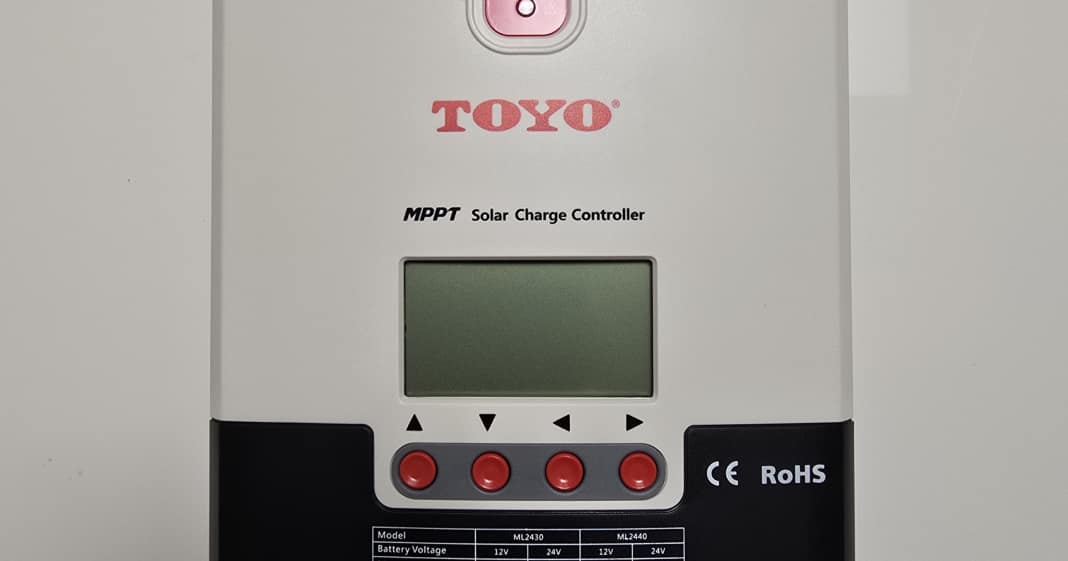 TOYO®
MPPT Solar Charge Controller
▲ ▼ ◀ ▶
CE RoHS
Model ML2430 ML2440
Battery Voltage 12V 24V 12V 24V